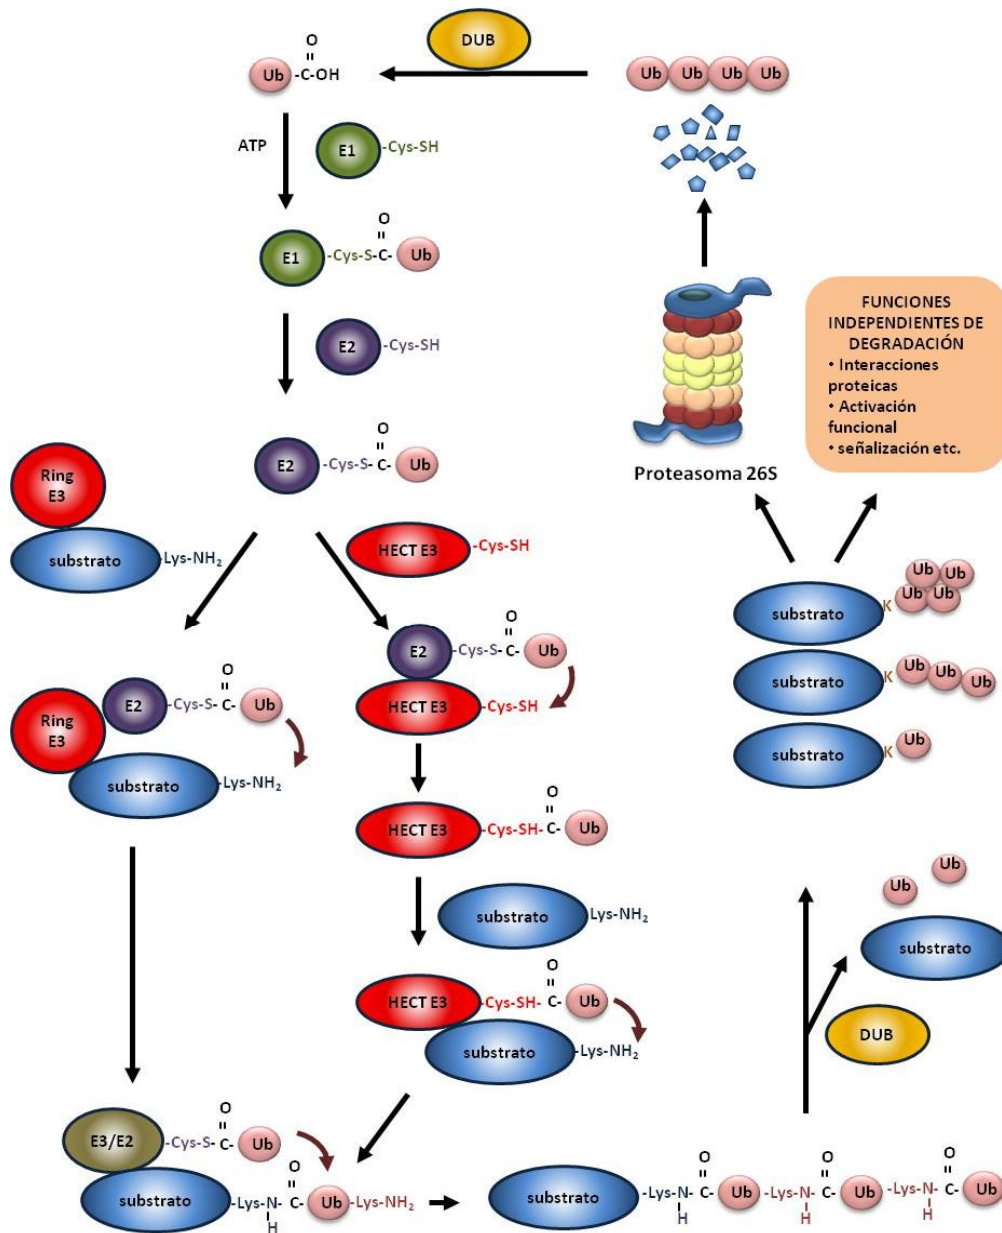 DUB
O
Ub -C-OH
Ub Ub Ub Ub
ATP
E1 -Cys-SH
O
E1 -Cys-S-C- Ub
E2 -Cys-SH
O
E2 -Cys-S-C- Ub
FUNCIONES
INDEPENDIENTES DE
DEGRADACIÓN
• Interacciones
proteicas
• Activación
funcional
• señalización etc.
Proteasoma 26S
Ring
E3
substrato -Lys-NH₂
HECT E3 -Cys-SH
O
E2 -Cys-S-C- Ub
HECT E3 -Cys-SH
O
E2 -Cys-S-C- Ub
Ring
E3
substrato -Lys-NH₂
Ub Ub
Ub Ub
substrato K
substrato K Ub Ub Ub
substrato K Ub
O
HECT E3 -Cys-SH- C- Ub
substrato Lys-NH₂
O
HECT E3 -Cys-SH- C- Ub
substrato -Lys-NH₂
Ub
Ub
substrato
DUB
O
E3/E2 -Cys-S-C- Ub
O
substrato -Lys-N C- Ub -Lys-NH₂
H
O O O
substrato -Lys-N C- Ub -Lys-N C- Ub -Lys-N C- Ub
H H H